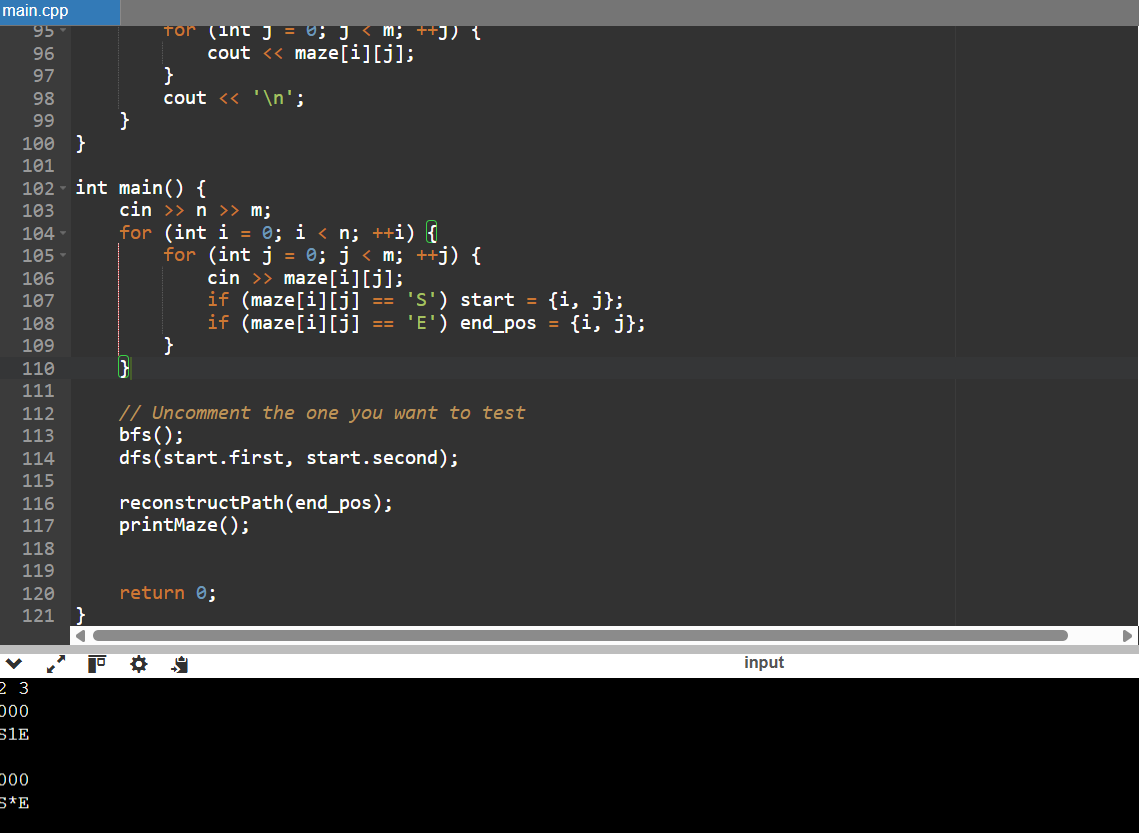 main.cpp
95 for (int j = 0; j < m; ++j) {
96 cout << maze[i][j];
97 }
98 cout << '\n';
99 }
100 }
101
102 int main() {
103 cin >> n >> m;
104 for (int i = 0; i < n; ++i) {
105 for (int j = 0; j < m; ++j) {
106 cin >> maze[i][j];
107 if (maze[i][j] == 'S') start = {i, j};
108 if (maze[i][j] == 'E') end_pos = {i, j};
109 }
110 }
111
112 // Uncomment the one you want to test
113 bfs();
114 dfs(start.first, start.second);
115
116 reconstructPath(end_pos);
117 printMaze();
118
119
120 return 0;
121 }
input
2 3
000
S1E
000
S*E